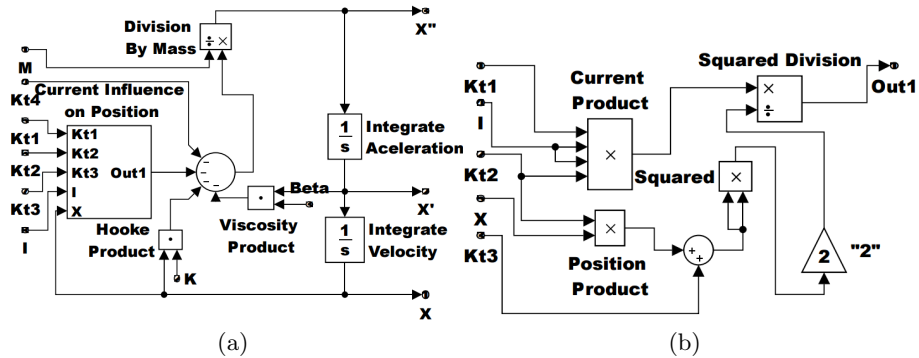 Division
By Mass
÷ ×
X"
M
Kt4
Current Influence
on Position
Kt1
Kt2
Kt3
I
Kt1
Kt2
Kt3
I
X
Out1
-
-
-
-
1
s
Integrate
Aceleration
Beta
X'
Viscosity
Product
Hooke
Product
K
1
s
Integrate
Velocity
X
(a)
Kt1
I
Kt2
X
Kt3
Current
Product
×
Squared Division
×
÷
Out1
Squared
×
×
Position
Product
+
+
2
"2"
(b)